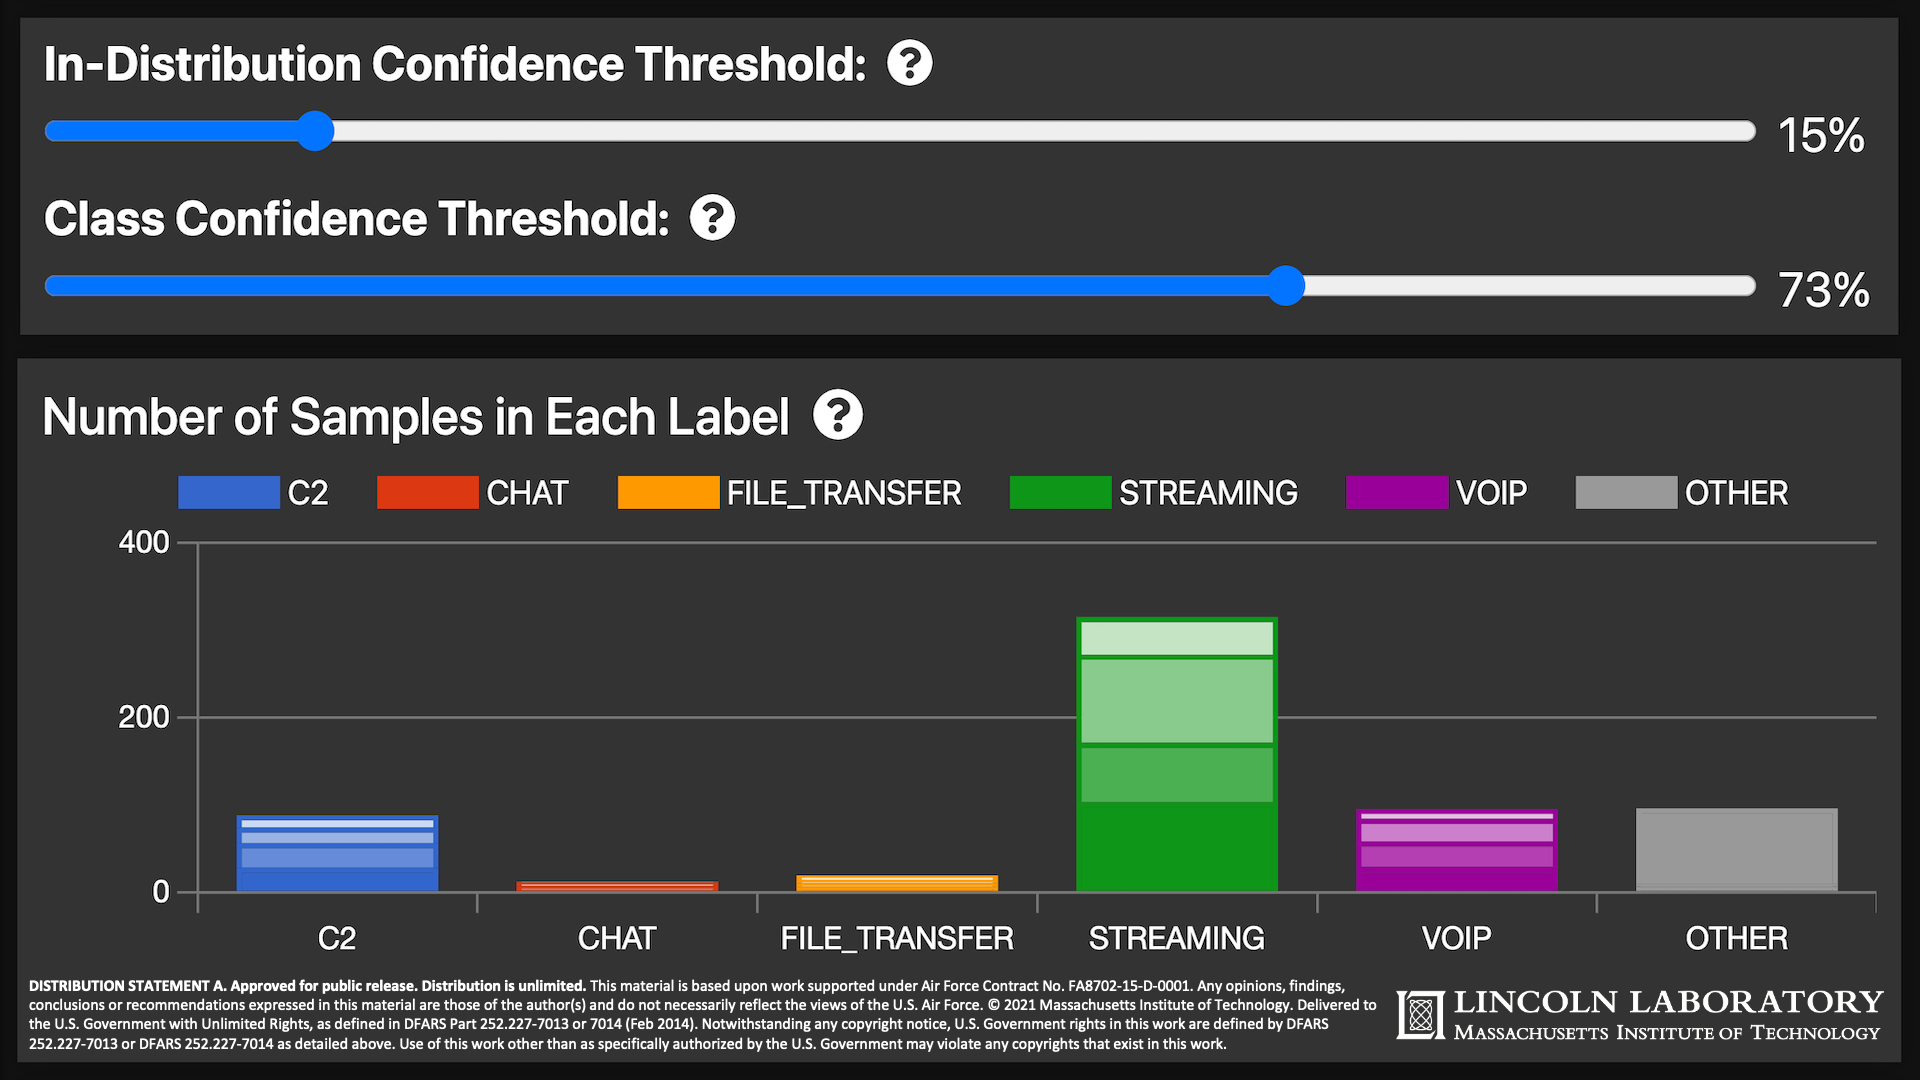 In-Distribution Confidence Threshold: ?
15%
Class Confidence Threshold: ?
73%
Number of Samples in Each Label ?
C2 CHAT FILE_TRANSFER STREAMING VOIP OTHER
400
200
0
C2 CHAT FILE_TRANSFER STREAMING VOIP OTHER
DISTRIBUTION STATEMENT A. Approved for public release. Distribution is unlimited. This material is based upon work supported under Air Force Contract No. FA8702-15-D-0001. Any opinions, findings,
conclusions or recommendations expressed in this material are those of the author(s) and do not necessarily reflect the views of the U.S. Air Force. © 2021 Massachusetts Institute of Technology. Delivered to
the U.S. Government with Unlimited Rights, as defined in DFARS Part 252.227-7013 or 7014 (Feb 2014). Notwithstanding any copyright notice, U.S. Government rights in this work are defined by DFARS
252.227-7013 or DFARS 252.227-7014 as detailed above. Use of this work other than as specifically authorized by the U.S. Government may violate any copyrights that exist in this work.
LINCOLN LABORATORY
MASSACHUSETTS INSTITUTE OF TECHNOLOGY